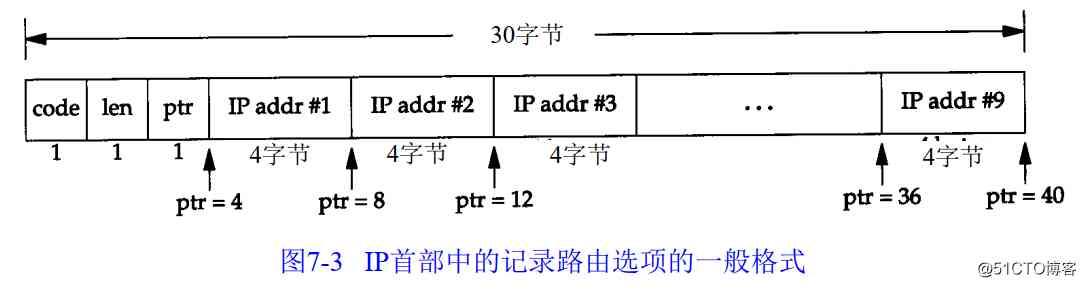 30字节
code len ptr IP addr #1 IP addr #2 IP addr #3 ... IP addr #9
1 1 1 4字节 4字节 4字节 4字节
ptr = 4 ptr = 8 ptr = 12 ptr = 36 ptr = 40
图7-3 IP首部中的记录路由选项的一般格式
@51CTO博客